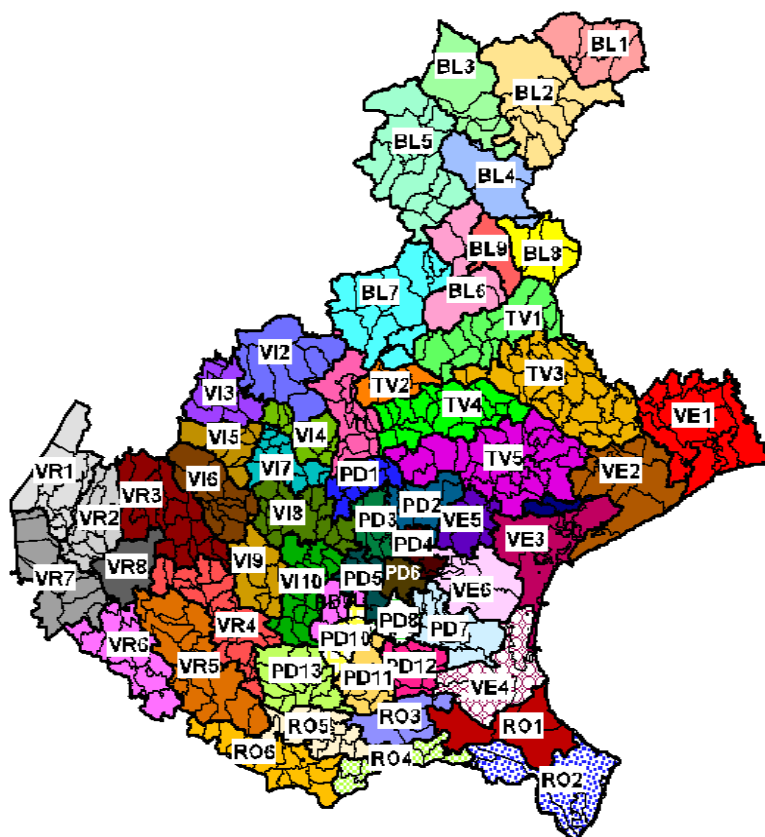 BL1
BL3
BL2
BL5
BL4
BL9
BL8
BL7
BL6
TV1
VI2
TV2
TV3
VI3
TV4
VE1
VI5
VI4
TV5
VR1
VI6
VI7
PD1
VE2
VR3
VR2
VI8
PD3
PD2
VE5
VE3
PD4
VR7
VR8
VI9
VI10
PD5
PD6
VE6
VR4
PD8
PD7
VR6
PD10
VR5
PD13
PD11
PD12
VE4
RO5
RO3
RO1
RO6
RO4
RO2